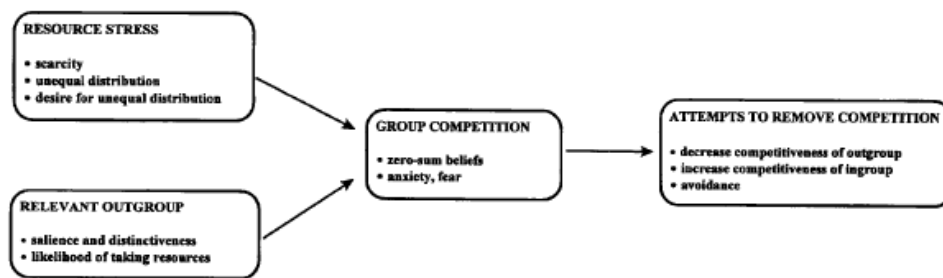 RESOURCE STRESS
• scarcity
• unequal distribution
• desire for unequal distribution
RELEVANT OUTGROUP
• salience and distinctiveness
• likelihood of taking resources
GROUP COMPETITION
• zero-sum beliefs
• anxiety, fear
ATTEMPTS TO REMOVE COMPETITION
• decrease competitiveness of outgroup
• increase competitiveness of ingroup
• avoidance